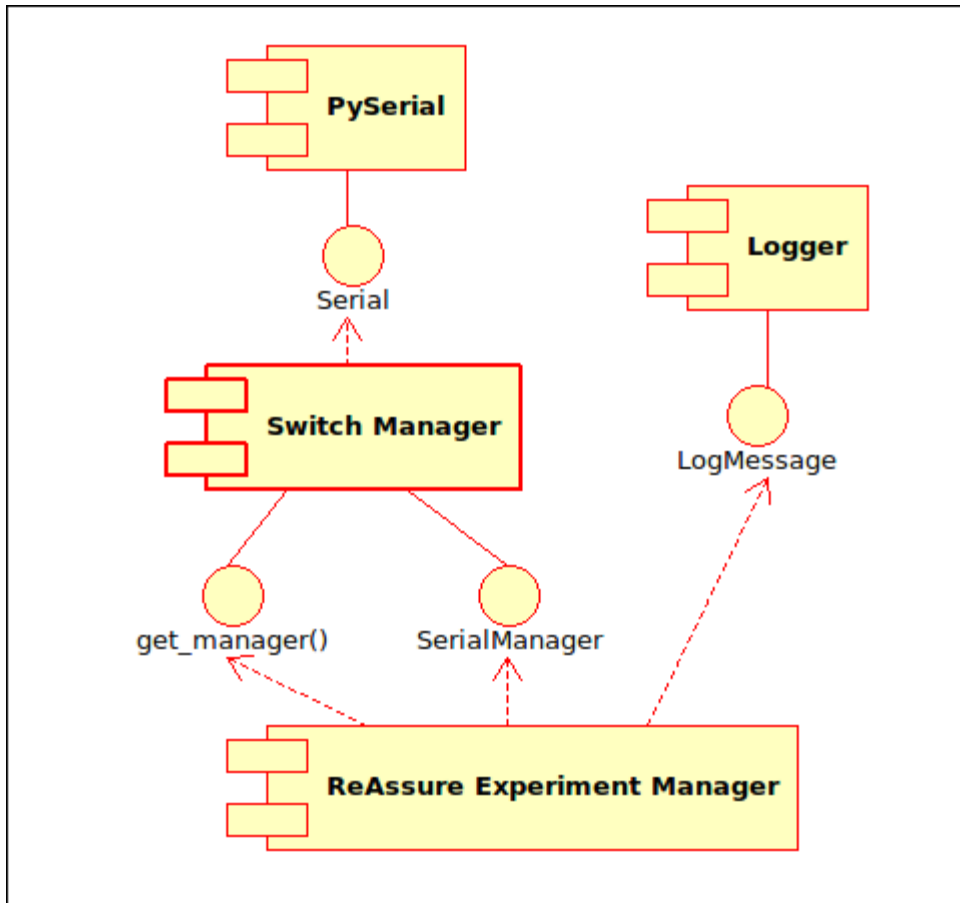 PySerial
Logger
Serial
Switch Manager
LogMessage
get_manager()
SerialManager
ReAssure Experiment Manager